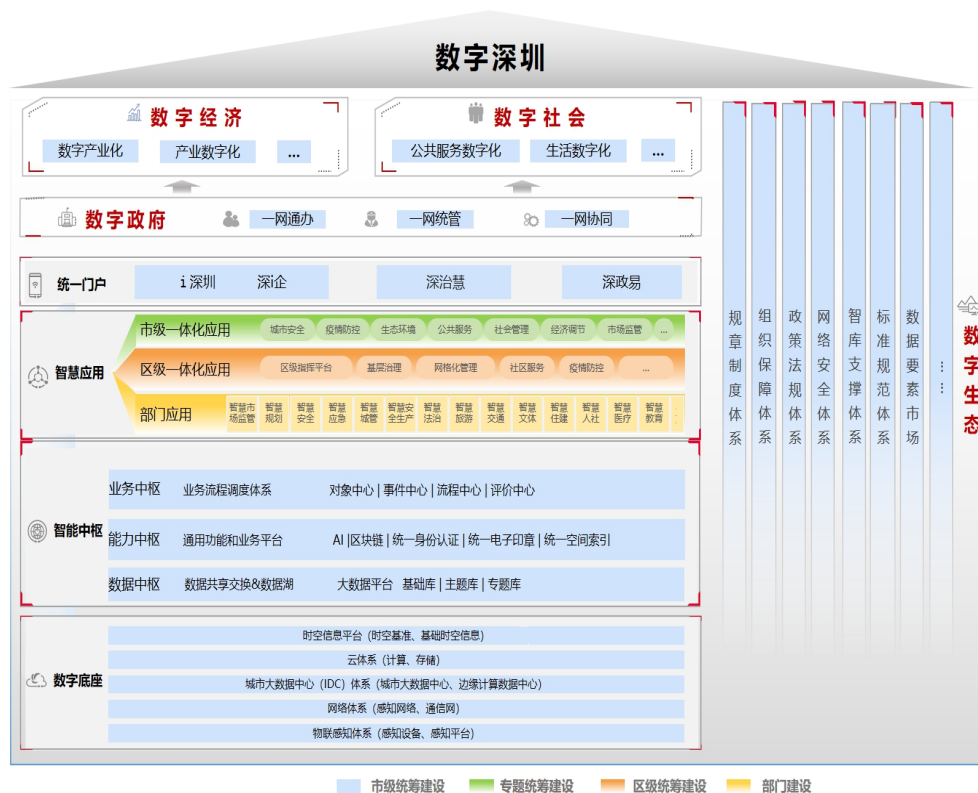 数字深圳
数字经济
数字产业化 产业数字化 ...
数字社会
公共服务数字化 生活数字化 ...
数字政府 一网通办 一网统管 一网协同
统一门户 i深圳 深i企 深治慧 深政易
智慧应用
市级一体化应用 城市安全 疫情防控 生态环境 公共服务 社会管理 经济调节 市场监管 ...
区级一体化应用 区级指挥平台 基层治理 网格化管理 社区服务 疫情防控 ...
部门应用 智慧市场监管 智慧规划 智慧安全 智慧应急 智慧城管 智慧安全生产 智慧法治 智慧旅游 智慧交通 智慧文体 智慧住建 智慧人社 智慧医疗 智慧教育
智能中枢
业务中枢 业务流程调度体系 对象中心 | 事件中心 | 流程中心 | 评价中心
能力中枢 通用功能和业务平台 AI |区块链 | 统一身份认证 | 统一电子印章 | 统一空间索引
数据中枢 数据共享交换&数据湖 大数据平台 基础库 | 主题库 | 专题库
数字底座
时空信息平台（时空基准、基础时空信息）
云体系（计算、存储）
城市大数据中心（IDC）体系（城市大数据中心、边缘计算数据中心）
网络体系（感知网络、通信网）
物联感知体系（感知设备、感知平台）
规章制度体系
组织保障体系
政策法规体系
网络安全体系
智库支撑体系
标准规范体系
数据要素市场
……
数字生态
市级统筹建设 专题统筹建设 区级统筹建设 部门建设